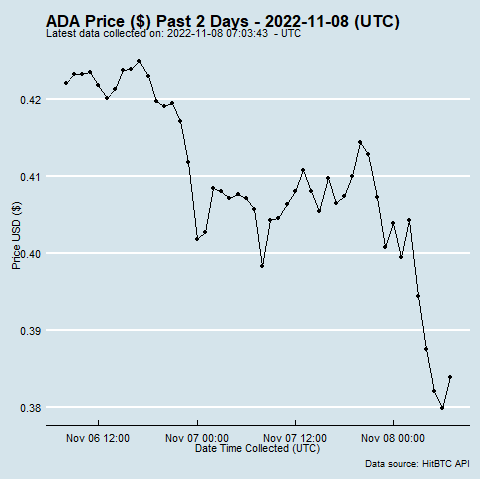 ADA Price ($) Past 2 Days - 2022-11-08 (UTC)
Latest data collected on: 2022-11-08 07:03:43 - UTC
0.42
0.41
0.40
0.39
0.38
Price USD ($)
Nov 06 12:00
Nov 07 00:00
Nov 07 12:00
Nov 08 00:00
Date Time Collected (UTC)
Data source: HitBTC API